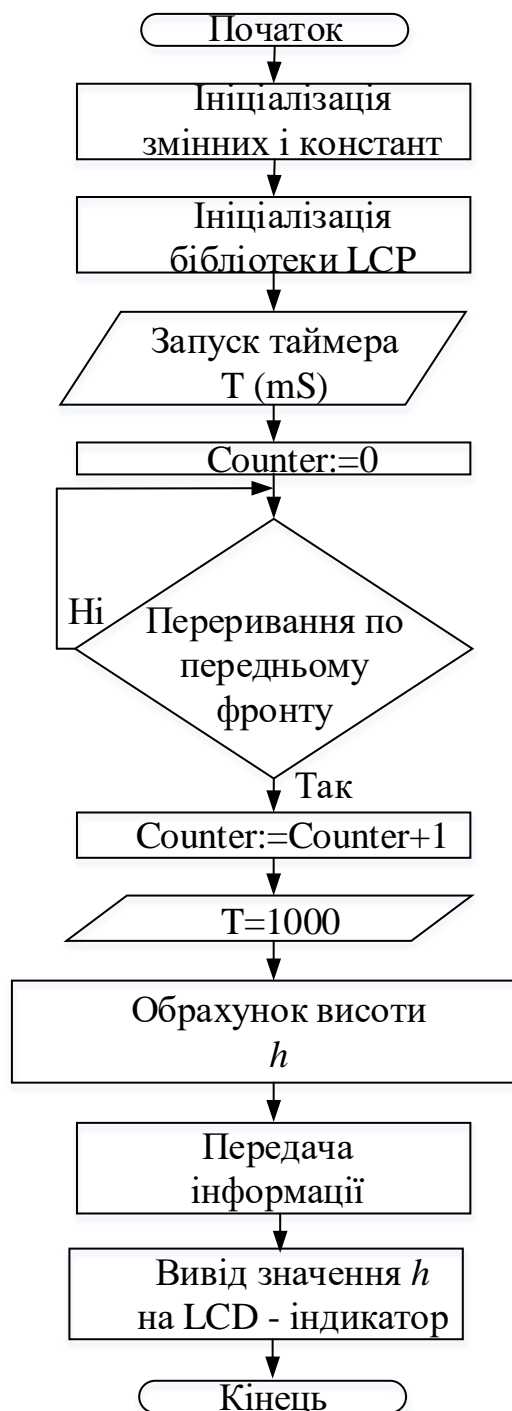 Початок
Ініціалізація
змінних і констант
Ініціалізація
бібліотеки LCP
Запуск таймера
T (mS)
Counter:=0
Ні
Переривання по
передньому
фронту
Так
Counter:=Counter+1
T=1000
Обрахунок висоти
h
Передача
інформації
Вивід значення h
на LCD - індикатор
Кінець